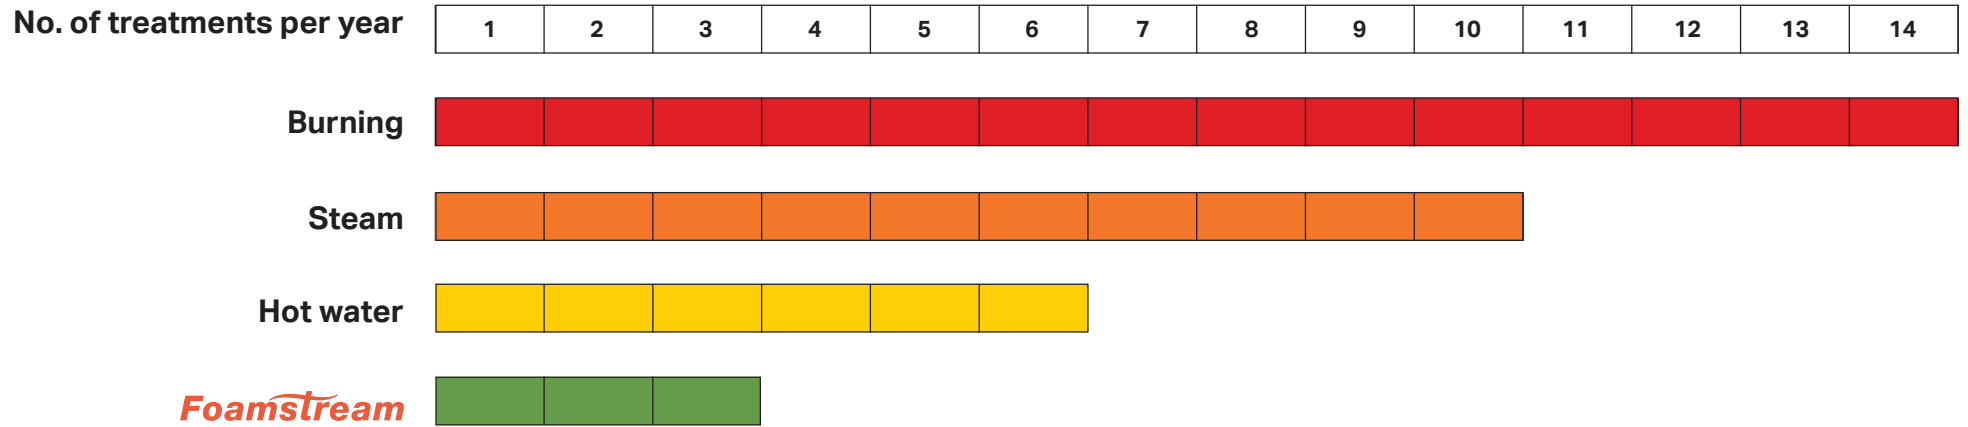 No. of treatments per year 1 2 3 4 5 6 7 8 9 10 11 12 13 14
Burning
Steam
Hot water
Foamstream